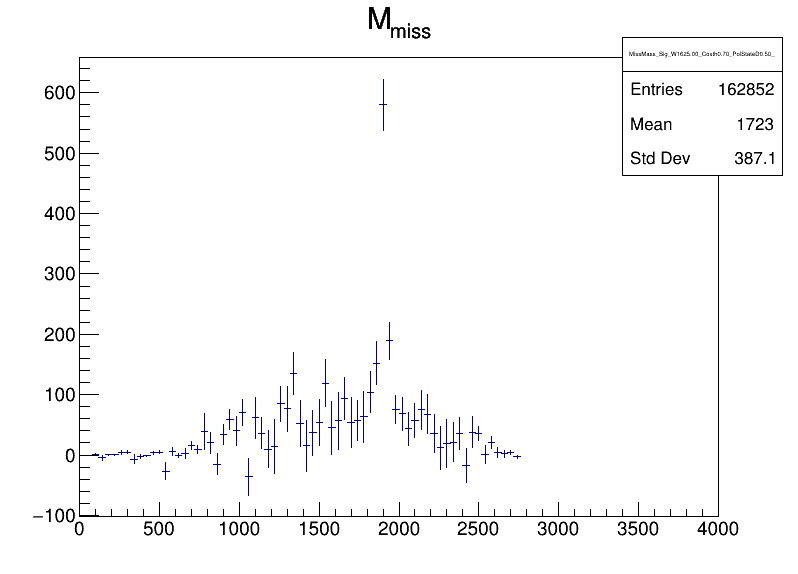 M_miss
MissMass_Sig_W1625.00_Costh0.70_PolStateD0.50_
Entries 162852
Mean 1723
Std Dev 387.1
600
500
400
300
200
100
0
−100
0 500 1000 1500 2000 2500 3000 3500 4000